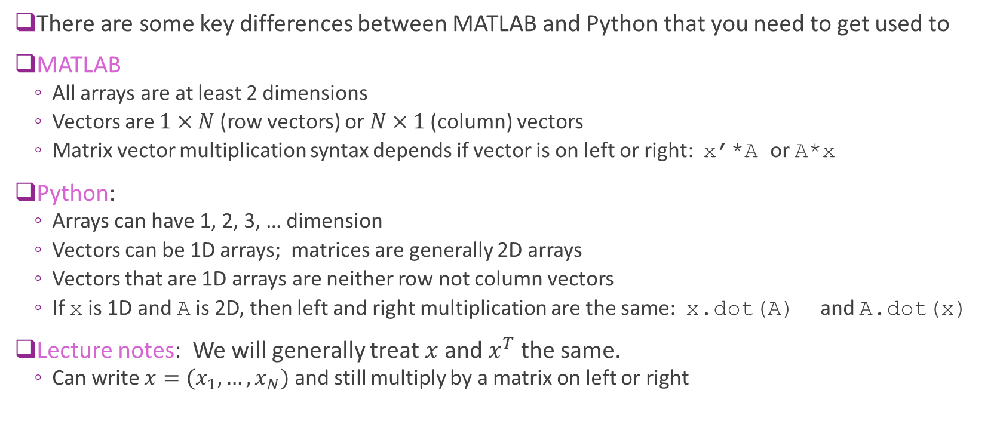 There are some key differences between MATLAB and Python that you need to get used to
MATLAB
◦ All arrays are at least 2 dimensions
◦ Vectors are 1 × N (row vectors) or N × 1 (column) vectors
◦ Matrix vector multiplication syntax depends if vector is on left or right: x’*A or A*x
Python:
◦ Arrays can have 1, 2, 3, … dimension
◦ Vectors can be 1D arrays; matrices are generally 2D arrays
◦ Vectors that are 1D arrays are neither row not column vectors
◦ If x is 1D and A is 2D, then left and right multiplication are the same: x.dot(A) and A.dot(x)
Lecture notes: We will generally treat x and xᵀ the same.
◦ Can write x = (x₁, … , x_N) and still multiply by a matrix on left or right